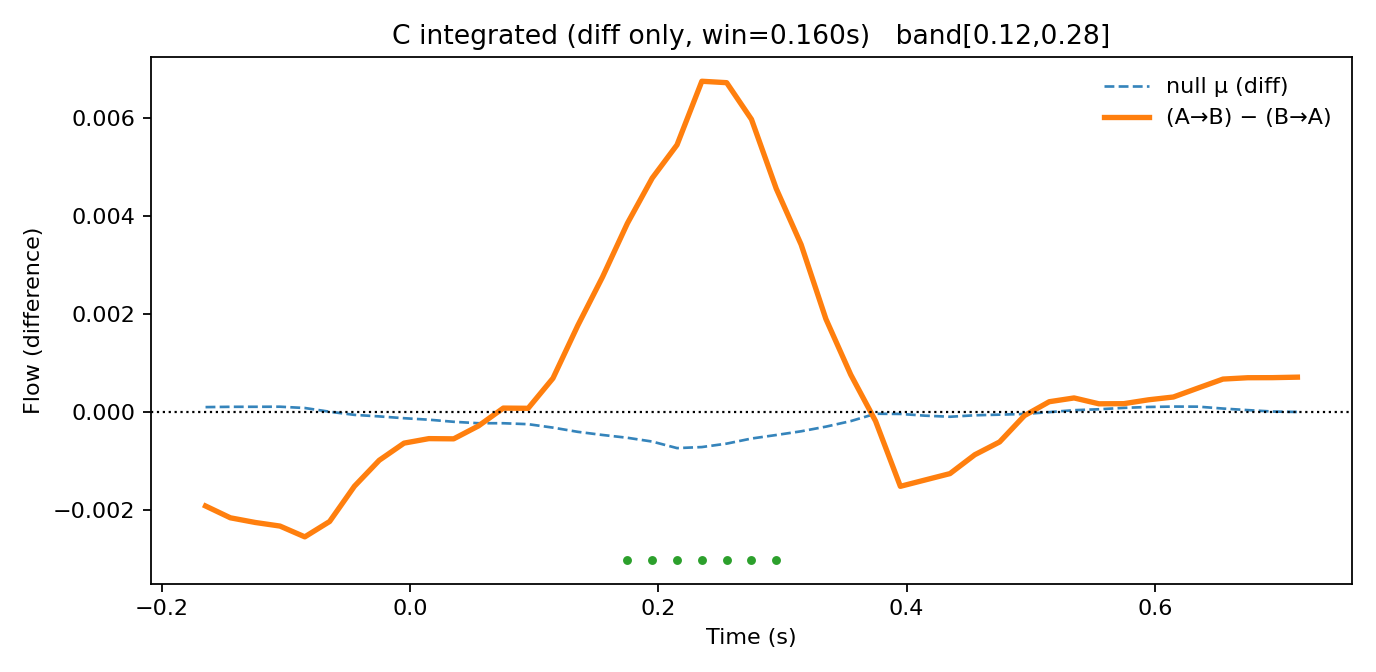 C integrated (diff only, win=0.160s)   band[0.12,0.28]
null μ (diff)
(A→B) − (B→A)
Flow (difference)
0.006
0.004
0.002
0.000
−0.002
−0.2
0.0
0.2
0.4
0.6
Time (s)